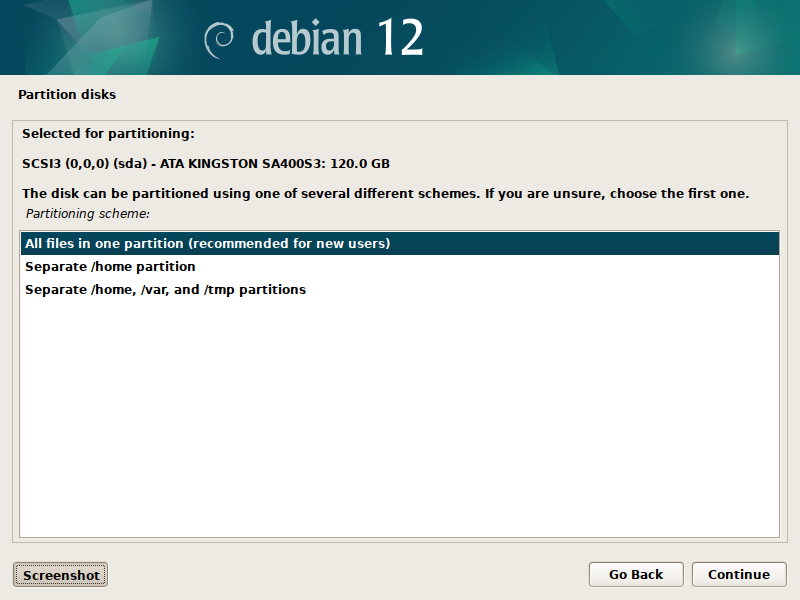 debian 12
Partition disks
Selected for partitioning:
SCSI3 (0,0,0) (sda) - ATA KINGSTON SA400S3: 120.0 GB
The disk can be partitioned using one of several different schemes. If you are unsure, choose the first one.
Partitioning scheme:
All files in one partition (recommended for new users)
Separate /home partition
Separate /home, /var, and /tmp partitions
Screenshot
Go Back
Continue